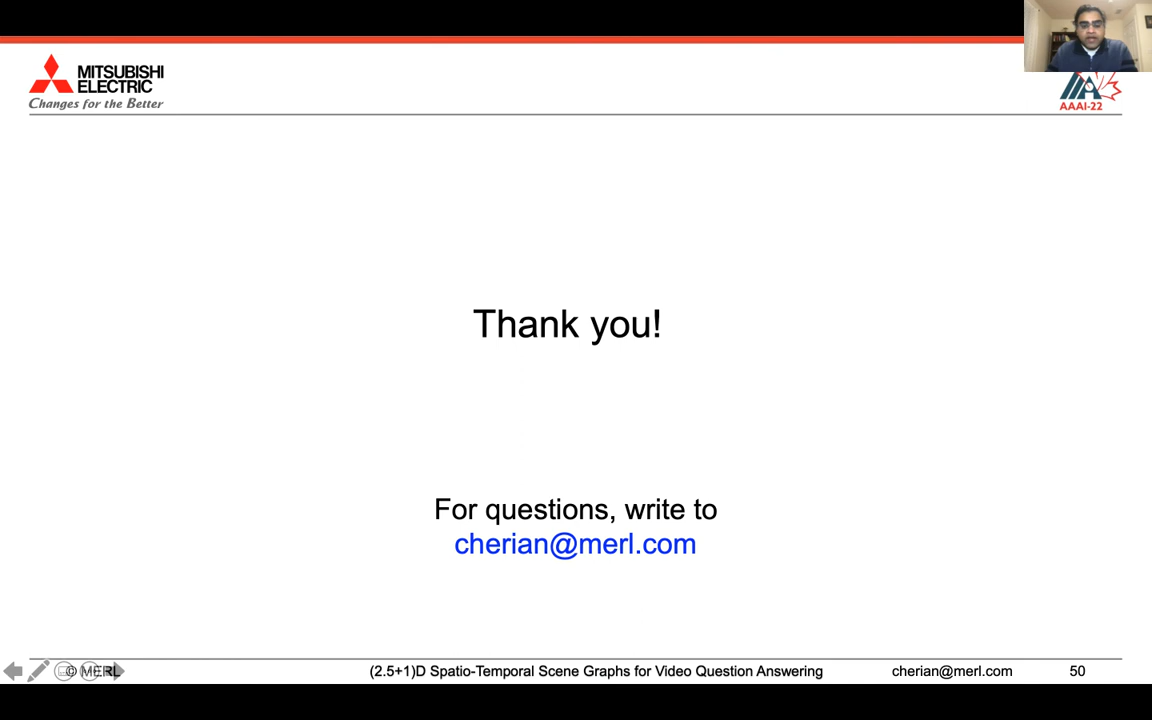 MITSUBISHI
ELECTRIC
Changes for the Better
AAAI-22
Thank you!
For questions, write to
cherian@merl.com
© MERL
(2.5+1)D Spatio-Temporal Scene Graphs for Video Question Answering
cherian@merl.com
50